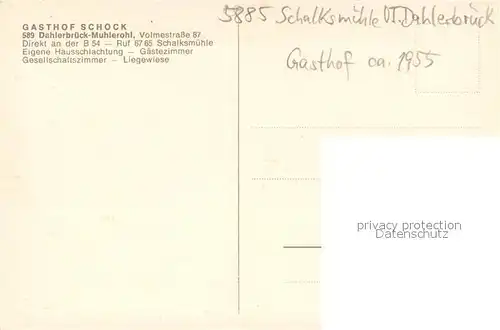 GASTHOF SCHOCK
589 Dahlerbrück-Muhlerohl, Volmestraße 87
Direkt an der B 54 — Ruf 67 65 Schalksmühle
Eigene Hausschlachtung — Gästezimmer
Gesellschaftszimmer — Liegewiese
5885 Schalksmühle VI. Dahlerbrück
Gasthof ca. 1955
privacy protection
Datenschutz